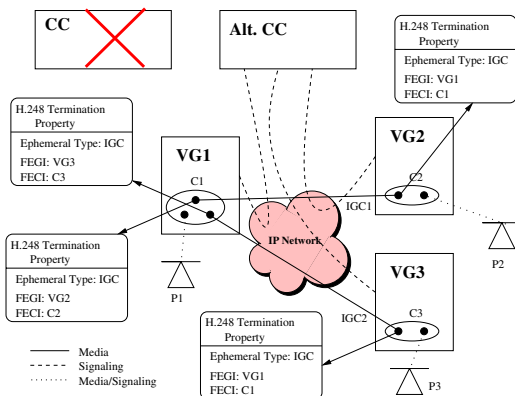 CC
Alt. CC
H.248 Termination
Property
Ephemeral Type: IGC
FEGI: VG1
FECI: C1
H.248 Termination
Property
Ephemeral Type: IGC
FEGI: VG3
FECI: C3
VG1
C1
VG2
C2
IGC1
IP Network
H.248 Termination
Property
Ephemeral Type: IGC
FEGI: VG2
FECI: C2
P1
P2
VG3
C3
IGC2
H.248 Termination
Property
Ephemeral Type: IGC
FEGI: VG1
FECI: C1
P3
Media
Signaling
Media/Signaling